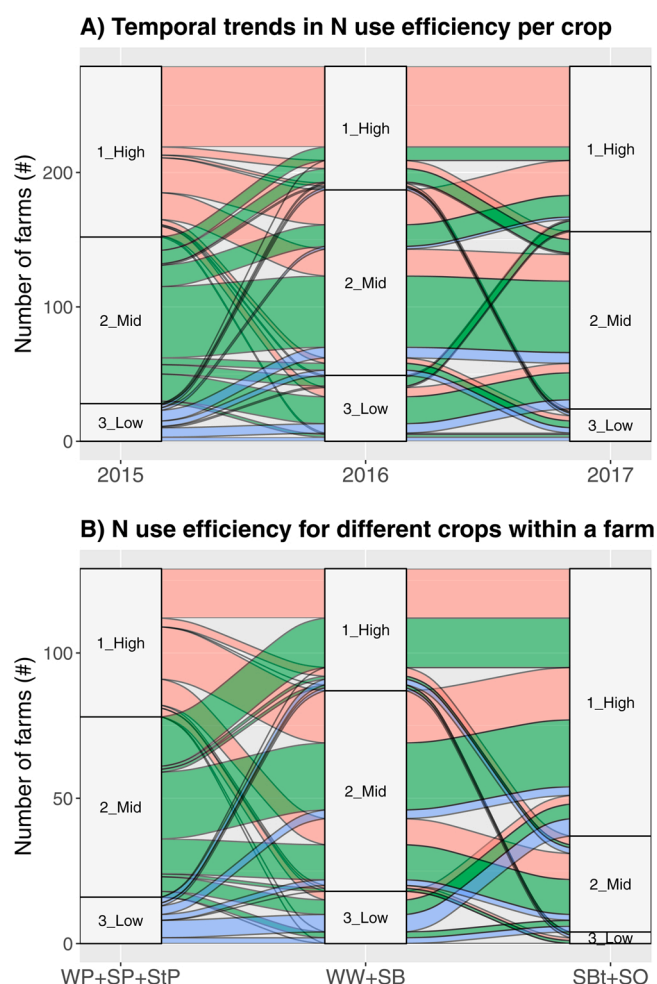 A) Temporal trends in N use efficiency per crop
Number of farms (#)
200
100
0
1_High
2_Mid
3_Low
1_High
2_Mid
3_Low
1_High
2_Mid
3_Low
2015
2016
2017
B) N use efficiency for different crops within a farm
Number of farms (#)
100
50
0
1_High
2_Mid
3_Low
1_High
2_Mid
3_Low
1_High
2_Mid
3_Low
WP+SP+StP
WW+SB
SBt+SO